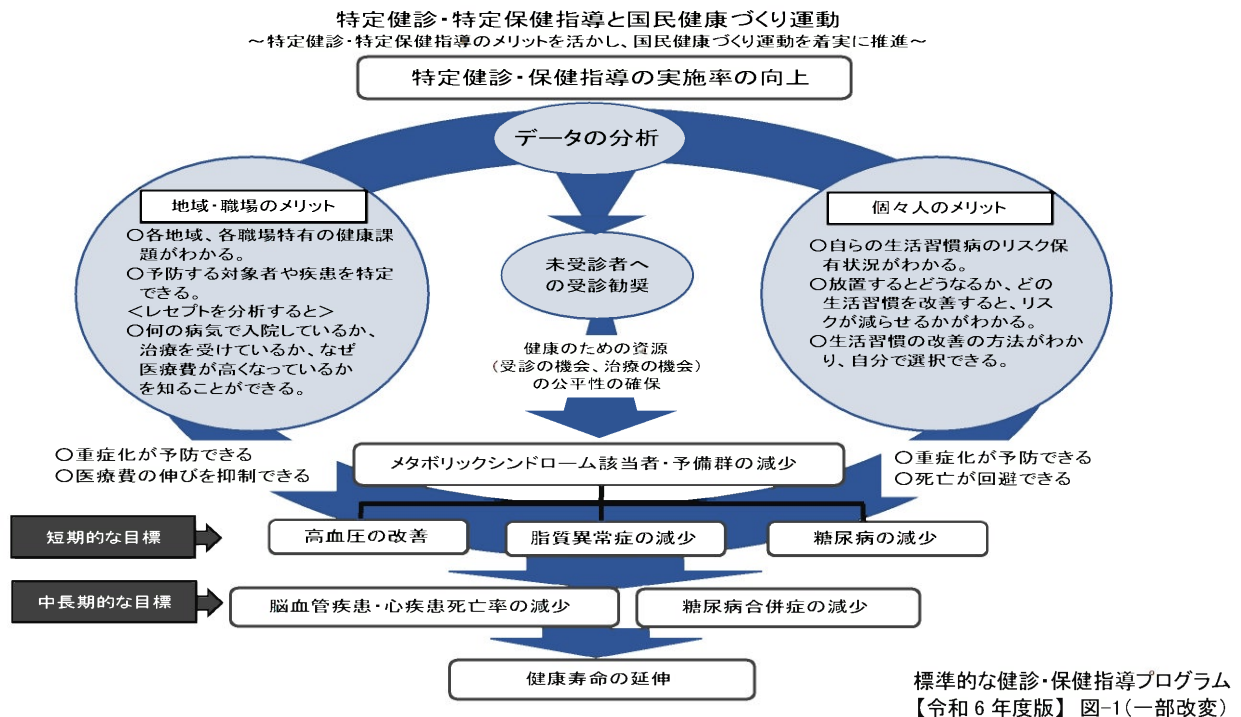 特定健診・特定保健指導と国民健康づくり運動
～特定健診・特定保健指導のメリットを活かし、国民健康づくり運動を着実に推進～
特定健診・保健指導の実施率の向上
データの分析
地域・職場のメリット
○各地域、各職場特有の健康課
題がわかる。
○予防する対象者や疾患を特定
できる。
＜レセプトを分析すると＞
○何の病気で入院しているか、
治療を受けているか、なぜ
医療費が高くなっているか
を知ることができる。
未受診者へ
の受診勧奨
健康のための資源
(受診の機会、治療の機会)
の公平性の確保
個々人のメリット
○自らの生活習慣病のリスク保
有状況がわかる。
○放置するとどうなるか、どの
生活習慣を改善すると、リス
クが減らせるかがわかる。
○生活習慣の改善の方法がわか
り、自分で選択できる。
○重症化が予防できる
○医療費の伸びを抑制できる
メタボリックシンドローム該当者・予備群の減少
○重症化が予防できる
○死亡が回避できる
短期的な目標
高血圧の改善
脂質異常症の減少
糖尿病の減少
中長期的な目標
脳血管疾患・心疾患死亡率の減少
糖尿病合併症の減少
健康寿命の延伸
標準的な健診・保健指導プログラム
【令和6年度版】 図-1(一部改変)